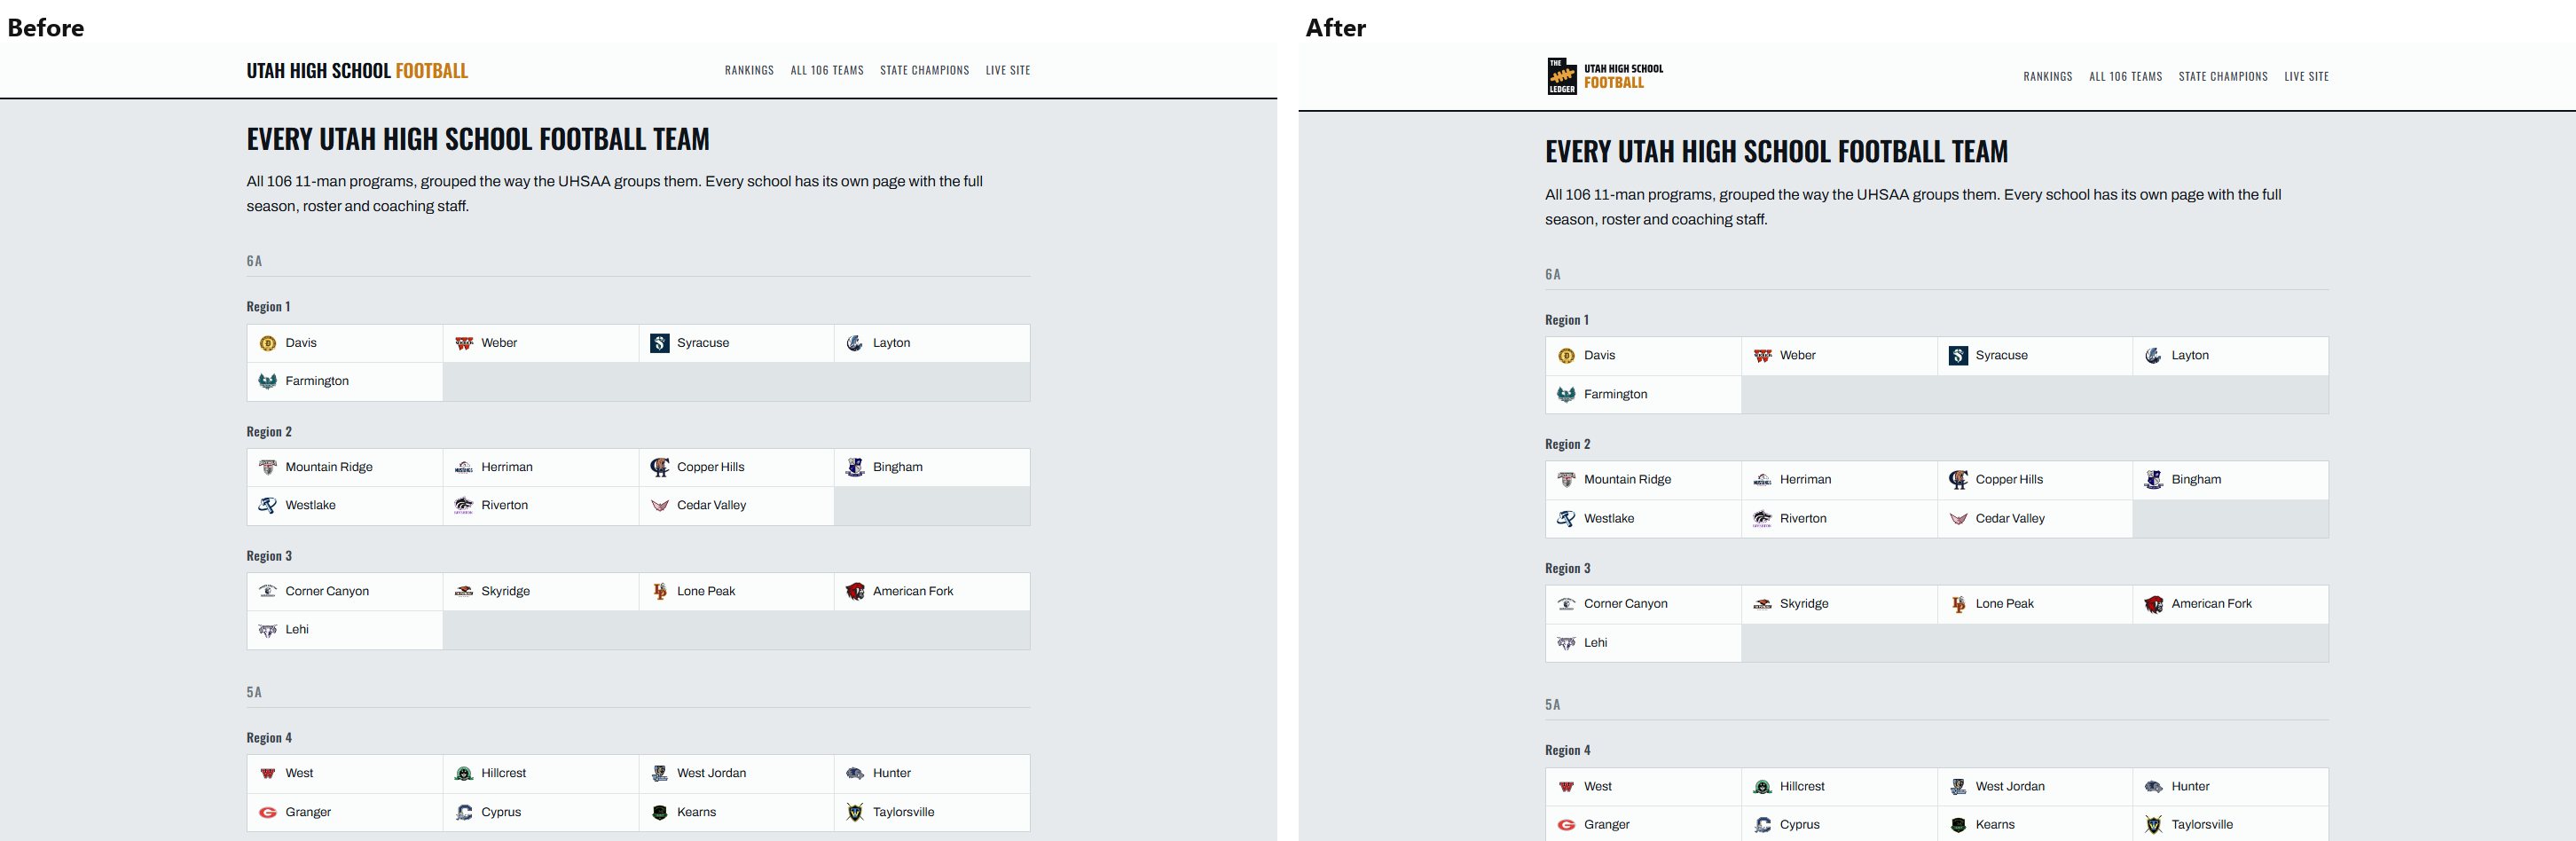 Before
UTAH HIGH SCHOOL FOOTBALL
RANKINGS ALL 106 TEAMS STATE CHAMPIONS LIVE SITE
EVERY UTAH HIGH SCHOOL FOOTBALL TEAM
All 106 11-man programs, grouped the way the UHSAA groups them. Every school has its own page with the full
season, roster and coaching staff.
6A
Region 1
Davis Weber Syracuse Layton
Farmington
Region 2
Mountain Ridge Herriman Copper Hills Bingham
Westlake Riverton Cedar Valley
Region 3
Corner Canyon Skyridge Lone Peak American Fork
Lehi
5A
Region 4
West Hillcrest West Jordan Hunter
Granger Cyprus Kearns Taylorsville
After
THE
LEDGER
UTAH HIGH SCHOOL
FOOTBALL
RANKINGS ALL 106 TEAMS STATE CHAMPIONS LIVE SITE
EVERY UTAH HIGH SCHOOL FOOTBALL TEAM
All 106 11-man programs, grouped the way the UHSAA groups them. Every school has its own page with the full
season, roster and coaching staff.
6A
Region 1
Davis Weber Syracuse Layton
Farmington
Region 2
Mountain Ridge Herriman Copper Hills Bingham
Westlake Riverton Cedar Valley
Region 3
Corner Canyon Skyridge Lone Peak American Fork
Lehi
5A
Region 4
West Hillcrest West Jordan Hunter
Granger Cyprus Kearns Taylorsville